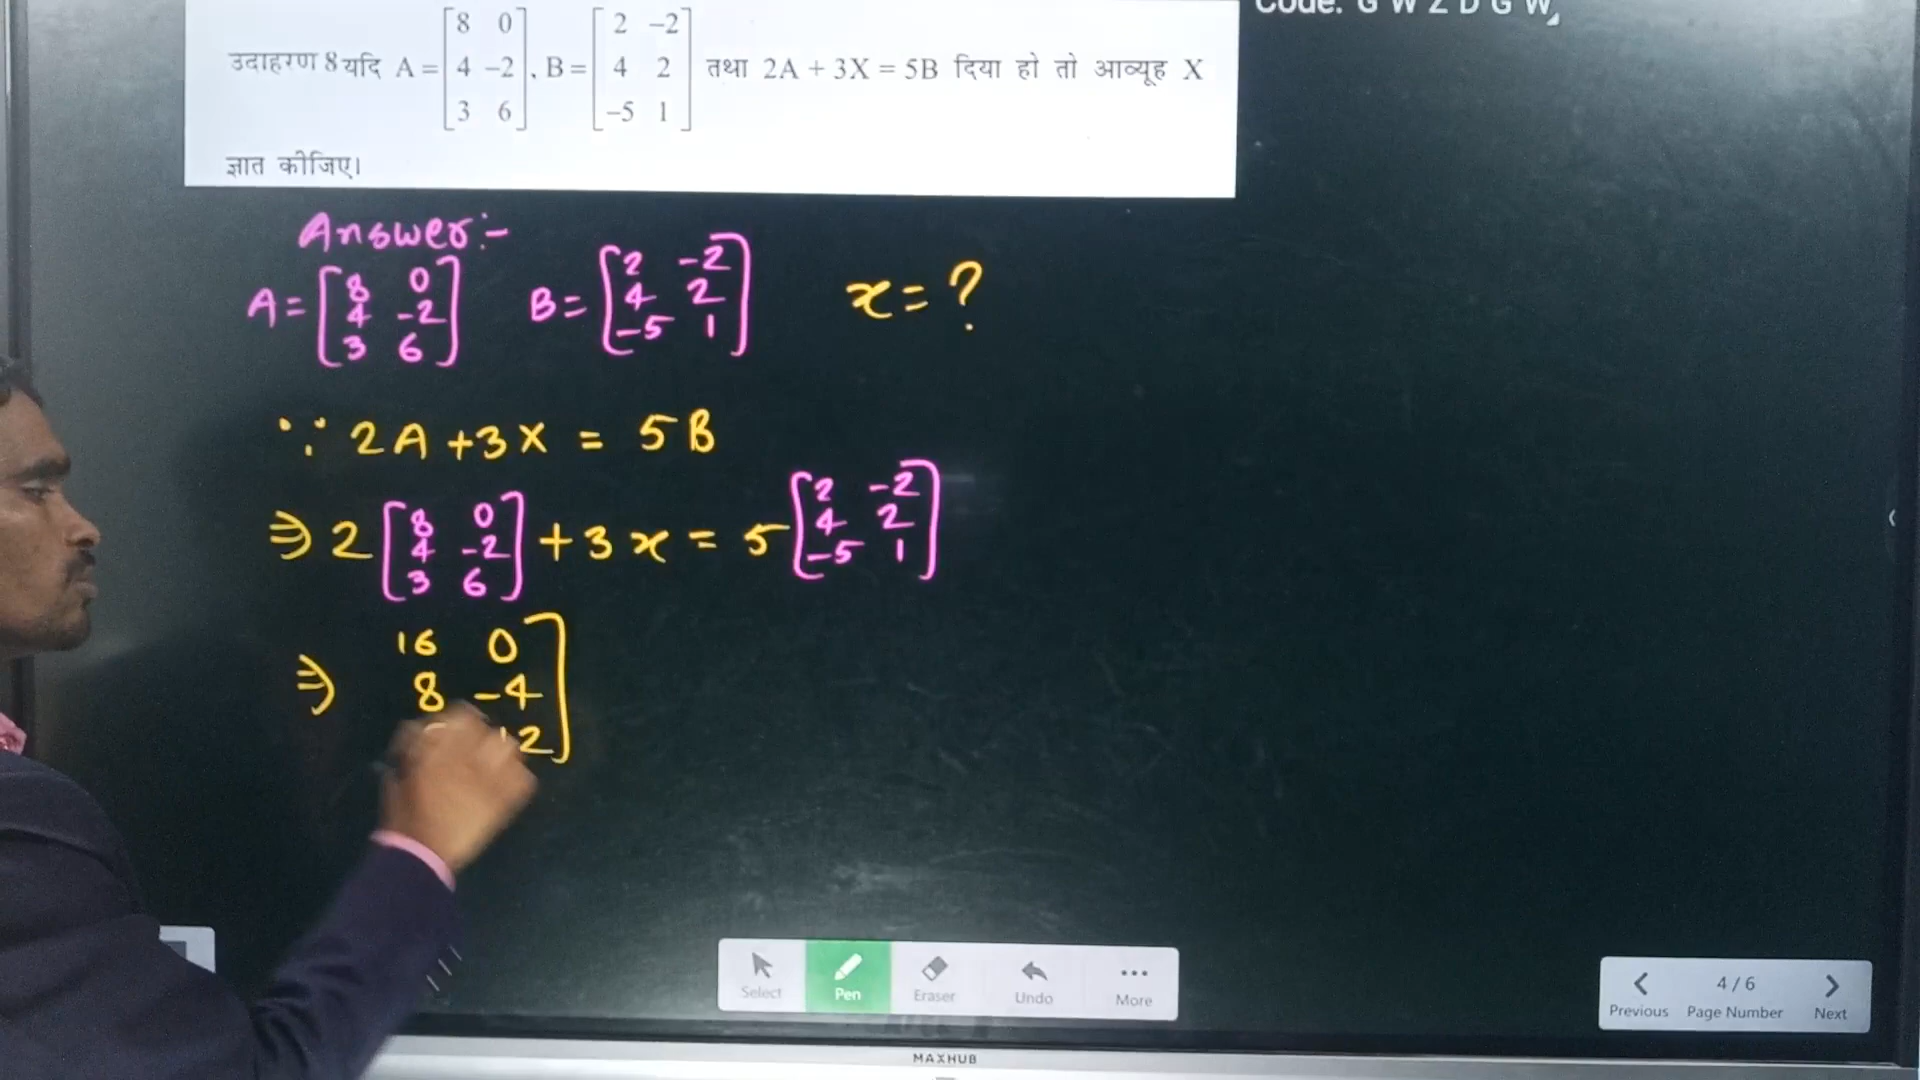 Code: G W Z D G W
उदाहरण 8 यदि A = [8 0; 4 –2; 3 6], B = [2 –2; 4 2; –5 1] तथा 2A + 3X = 5B दिया हो तो आव्यूह X
ज्ञात कीजिए।
Answer:-
A = [8 0; 4 -2; 3 6] B = [2 -2; 4 2; -5 1] x = ?
∵ 2A + 3X = 5B
⇒ 2 [8 0; 4 -2; 3 6] + 3x = 5 [2 -2; 4 2; -5 1]
⇒ 16 0
8 -4
12]
Select Pen Eraser Undo More
4 / 6
Previous Page Number Next
MAXHUB